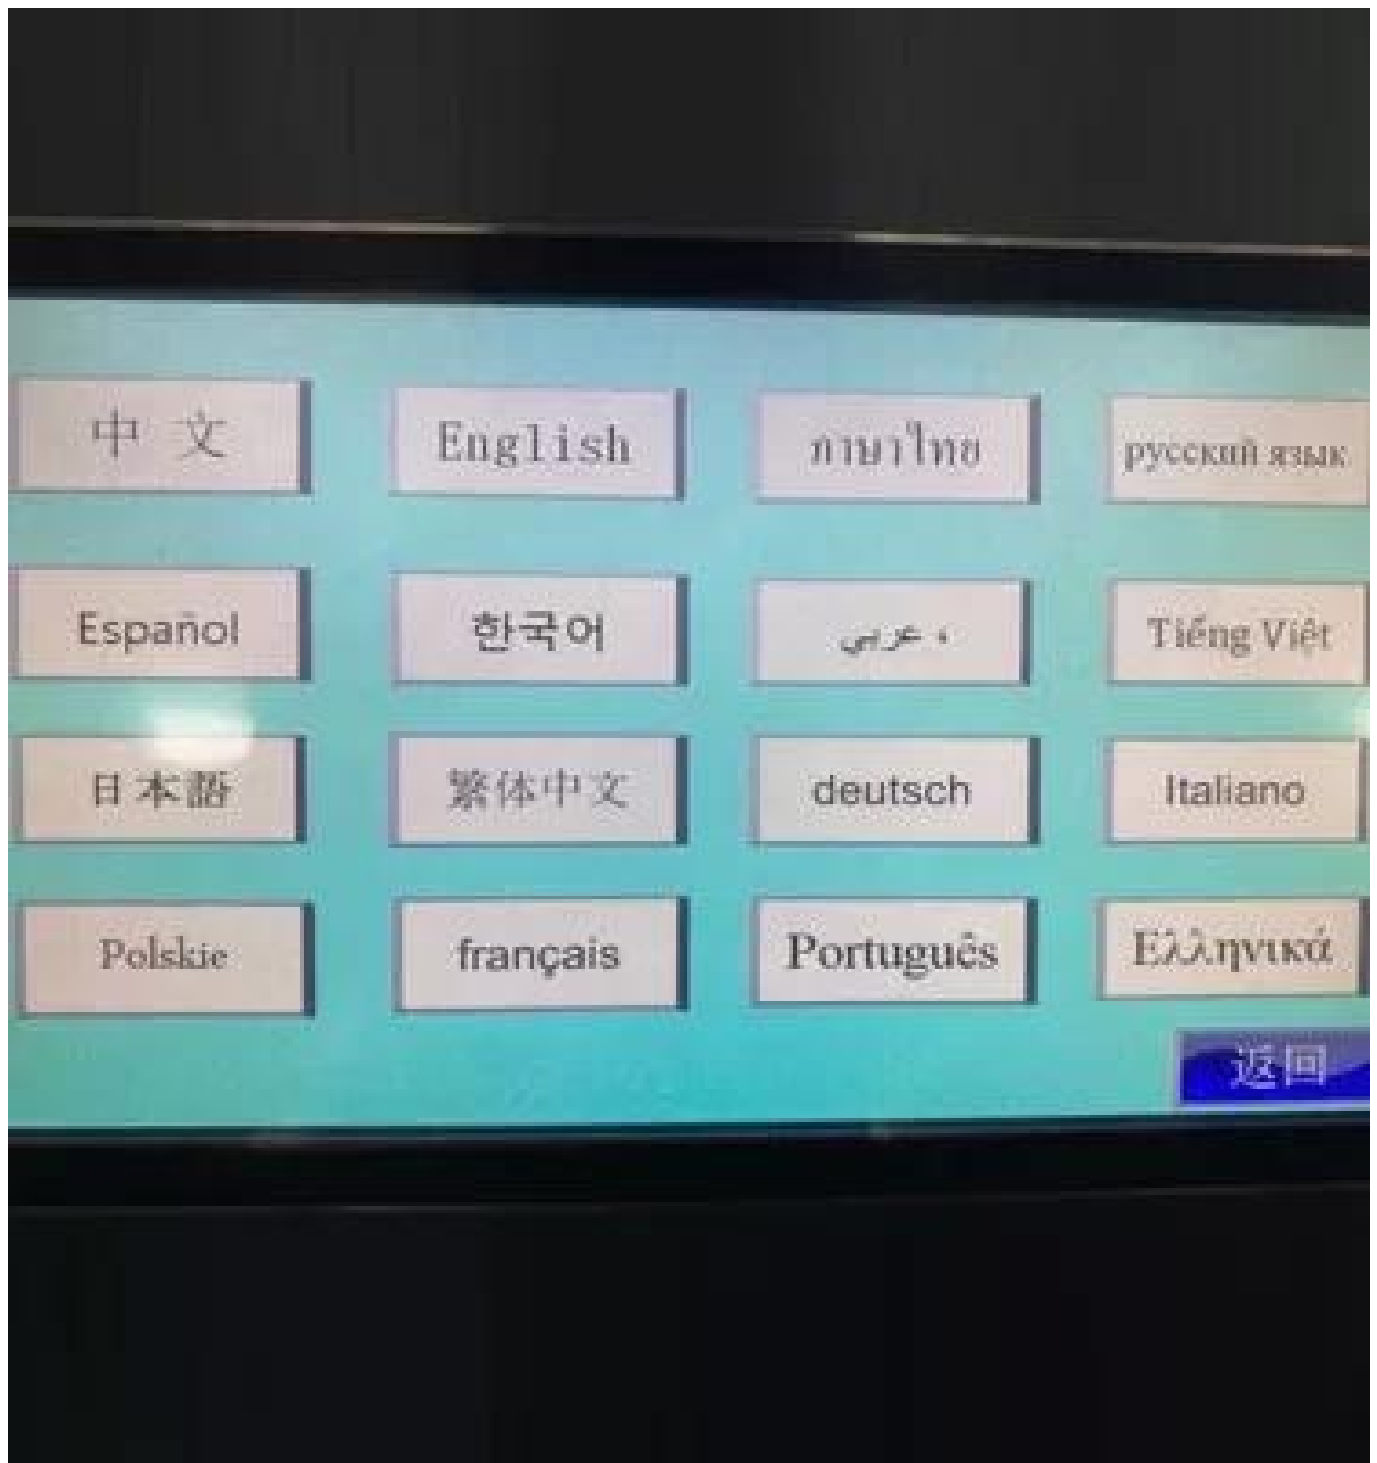 中 文
English
ภาษาไทย
русский язык
Español
한국어
عربي ،
Tiếng Việt
日本語
繁体中文
deutsch
Italiano
Polskie
français
Português
Ελληνικά
返回